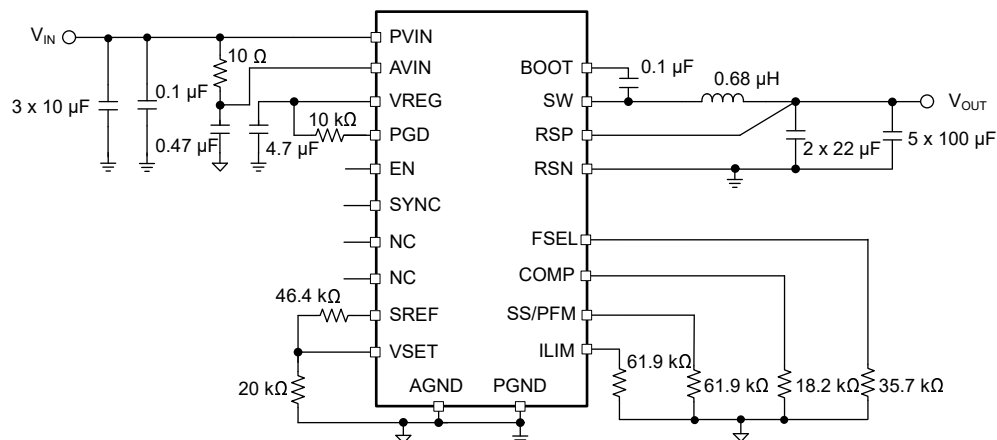 V_IN
PVIN
10 Ω
AVIN
BOOT
0.1 µF
0.68 µH
0.1 µF
3 x 10 µF
VREG
SW
V_OUT
10 kΩ
PGD
RSP
0.47 µF
4.7 µF
2 x 22 µF
5 x 100 µF
EN
RSN
SYNC
NC
FSEL
NC
COMP
46.4 kΩ
SREF
SS/PFM
VSET
ILIM
61.9 kΩ
20 kΩ
AGND
PGND
61.9 kΩ
18.2 kΩ
35.7 kΩ